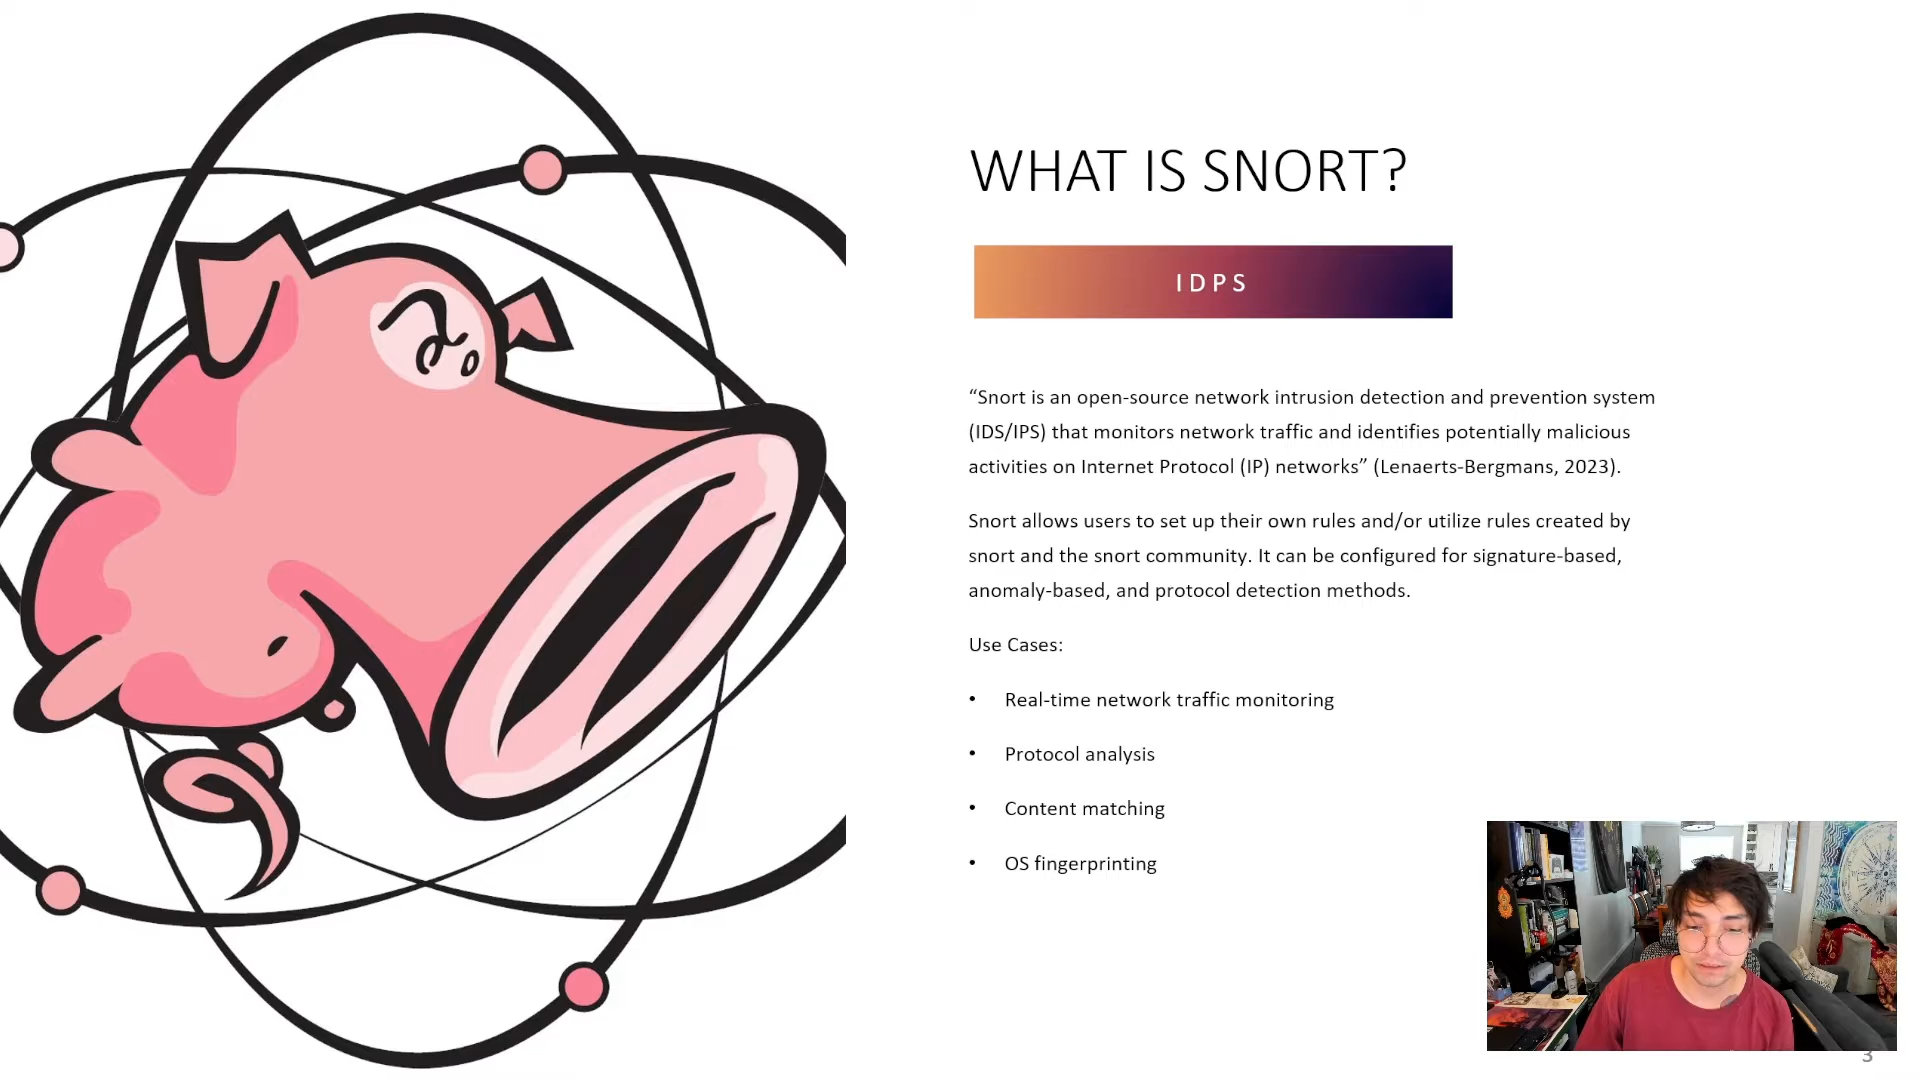 WHAT IS SNORT?
IDPS
“Snort is an open-source network intrusion detection and prevention system
(IDS/IPS) that monitors network traffic and identifies potentially malicious
activities on Internet Protocol (IP) networks” (Lenaerts-Bergmans, 2023).
Snort allows users to set up their own rules and/or utilize rules created by
snort and the snort community. It can be configured for signature-based,
anomaly-based, and protocol detection methods.
Use Cases:
• Real-time network traffic monitoring
• Protocol analysis
• Content matching
• OS fingerprinting
3